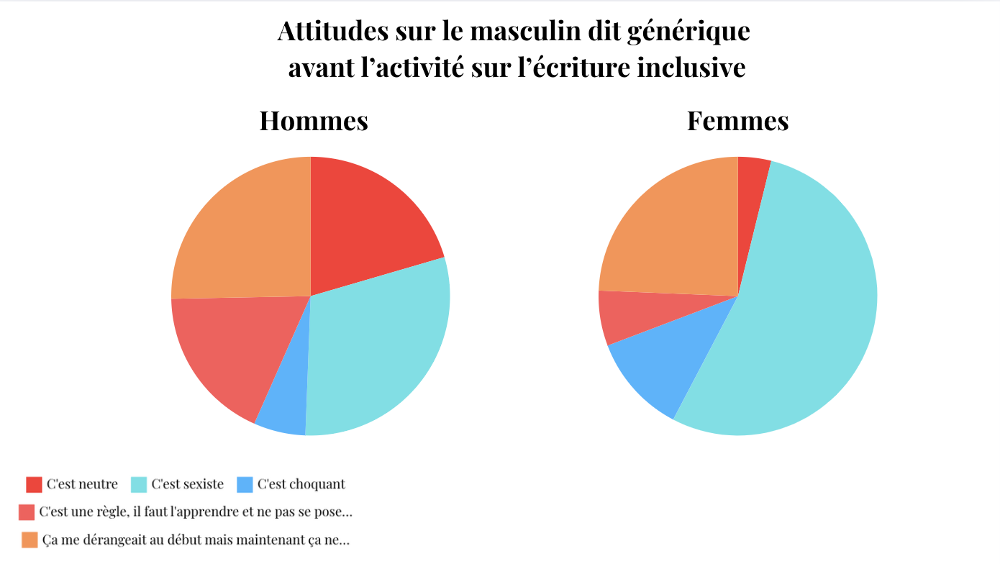 Attitudes sur le masculin dit générique
avant l’activité sur l’écriture inclusive
Hommes
Femmes
C'est neutre
C'est sexiste
C'est choquant
C'est une règle, il faut l'apprendre et ne pas se pose...
Ça me dérangeait au début mais maintenant ça ne...